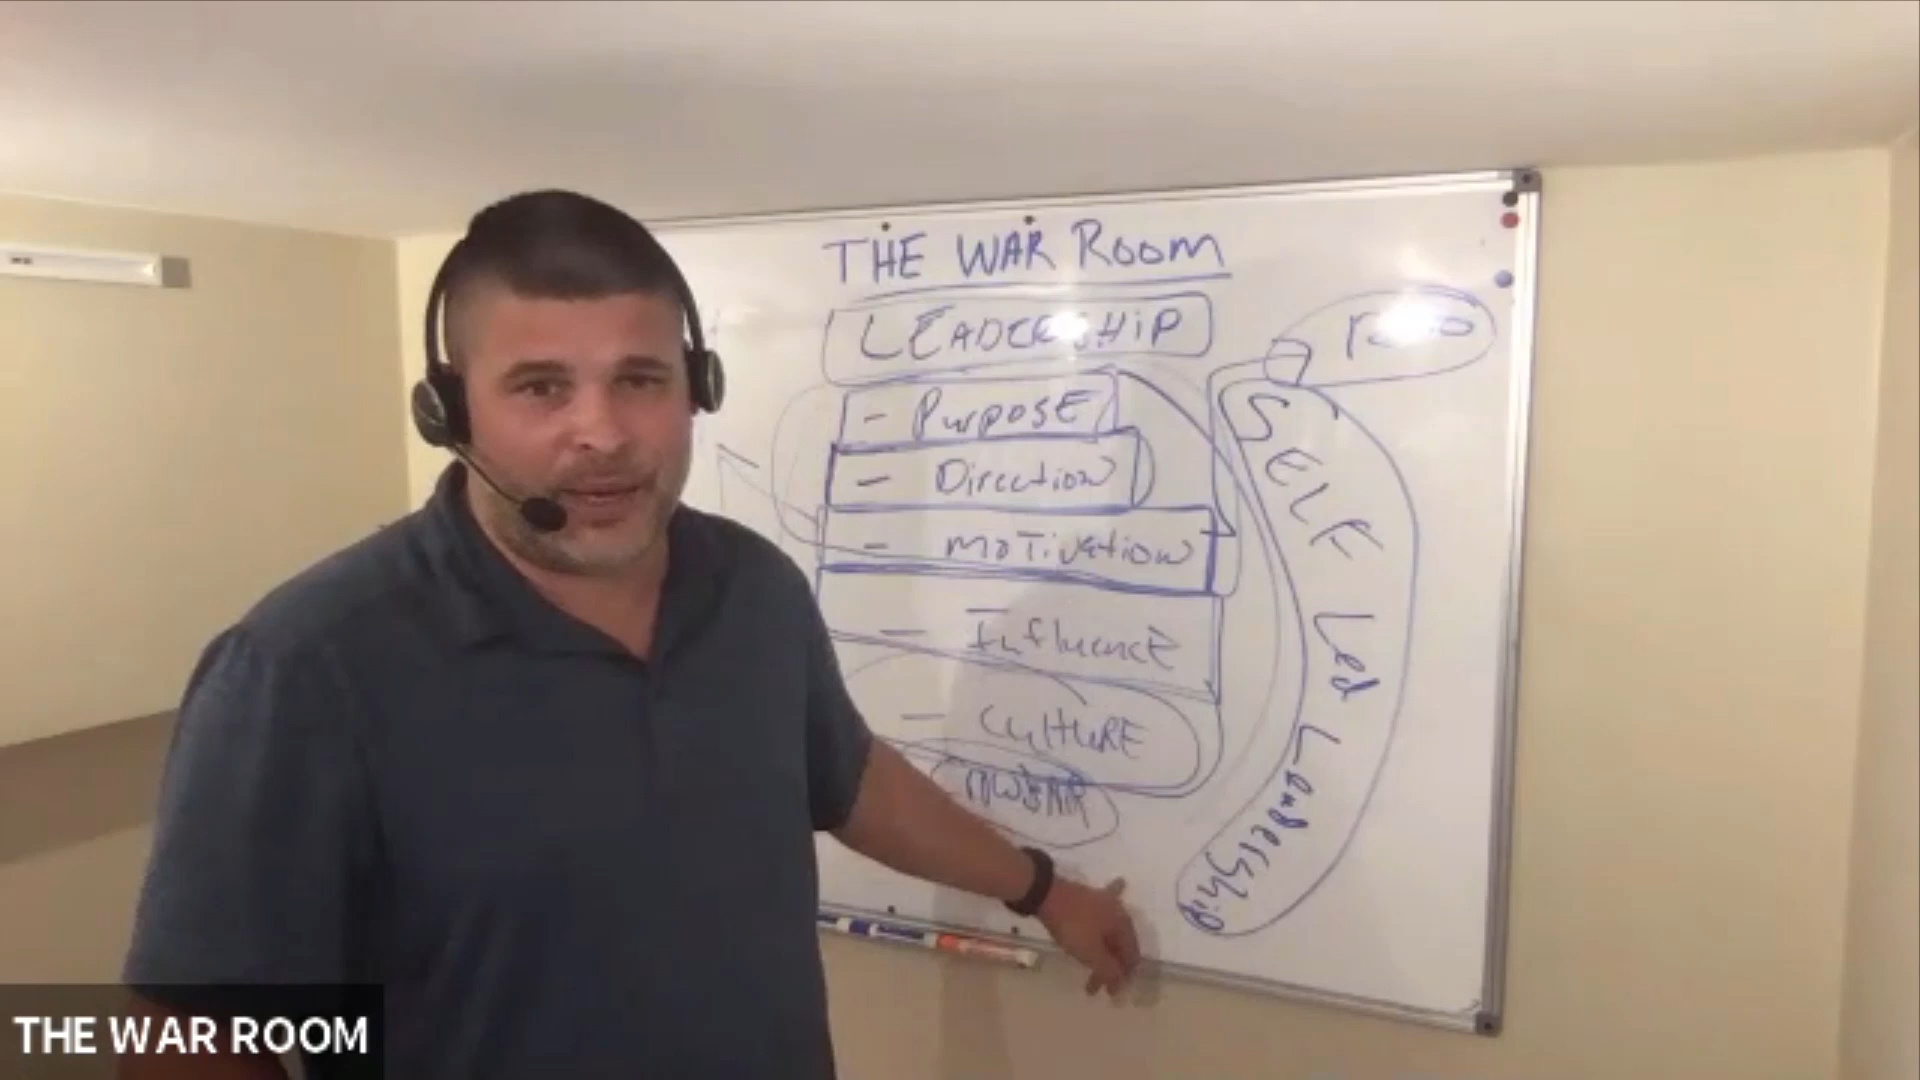 THE WAR ROOM
LEADERSHIP
- Purpose
- Direction
- Motivation
- Influence
- Culture
SELF Led Leadership
THE WAR ROOM